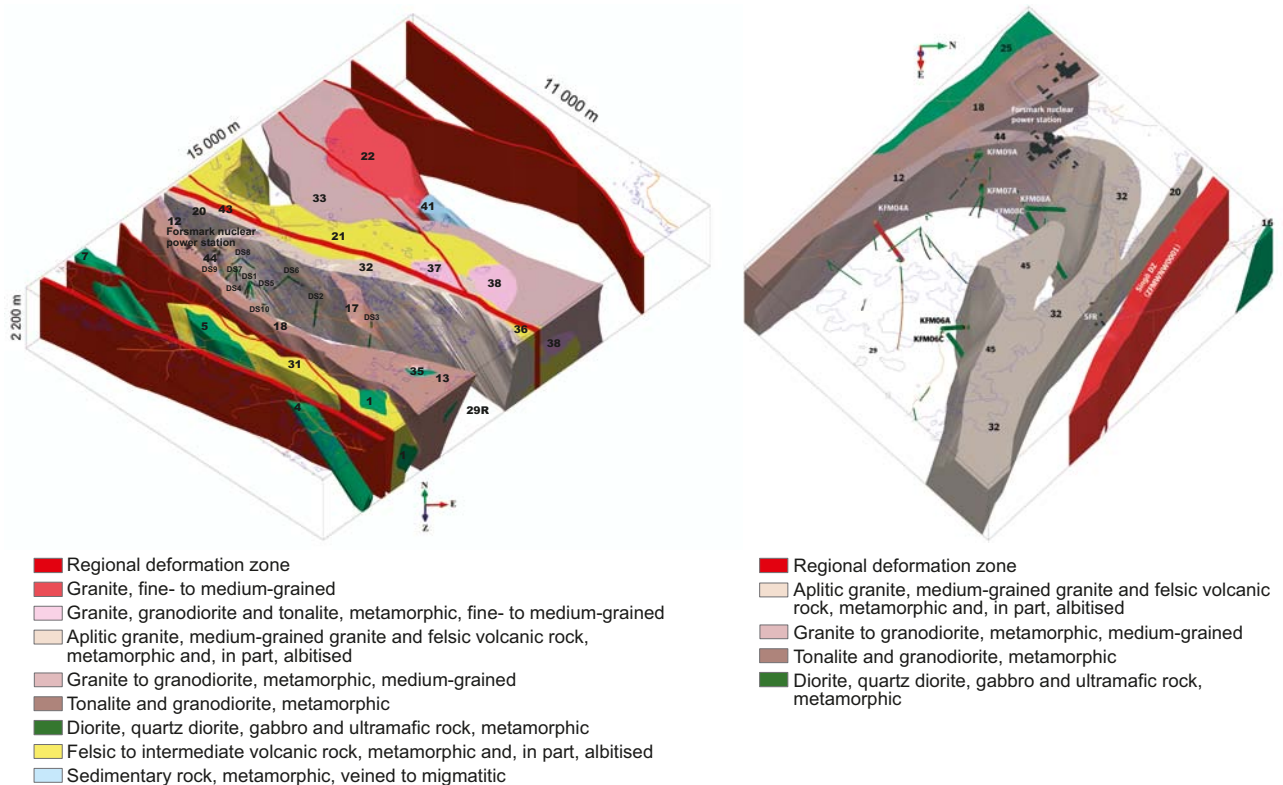 15 000 m
11 000 m
2 200 m
22
33
41
20
43
12
21
Forsmark nuclear
power station
44
32
37
38
DS8
DS9
DS7
DS1
DS6
DS4
DS5
DS10
DS2
17
DS3
7
18
5
36
38
31
35
13
1
4
29R
1
N
E
Z
Regional deformation zone
Granite, fine- to medium-grained
Granite, granodiorite and tonalite, metamorphic, fine- to medium-grained
Aplitic granite, medium-grained granite and felsic volcanic rock,
metamorphic and, in part, albitised
Granite to granodiorite, metamorphic, medium-grained
Tonalite and granodiorite, metamorphic
Diorite, quartz diorite, gabbro and ultramafic rock, metamorphic
Felsic to intermediate volcanic rock, metamorphic and, in part, albitised
Sedimentary rock, metamorphic, veined to migmatitic
N
E
25
18
Forsmark nuclear
power station
44
KFM09A
12
KFM07A
KFM08A
KFM08C
32
20
16
KFM04A
45
Singö DZ
(ZFMWNW0001)
32
SFR
KFM06A
KFM06C
29
45
32
Regional deformation zone
Aplitic granite, medium-grained granite and felsic volcanic
rock, metamorphic and, in part, albitised
Granite to granodiorite, metamorphic, medium-grained
Tonalite and granodiorite, metamorphic
Diorite, quartz diorite, gabbro and ultramafic rock,
metamorphic